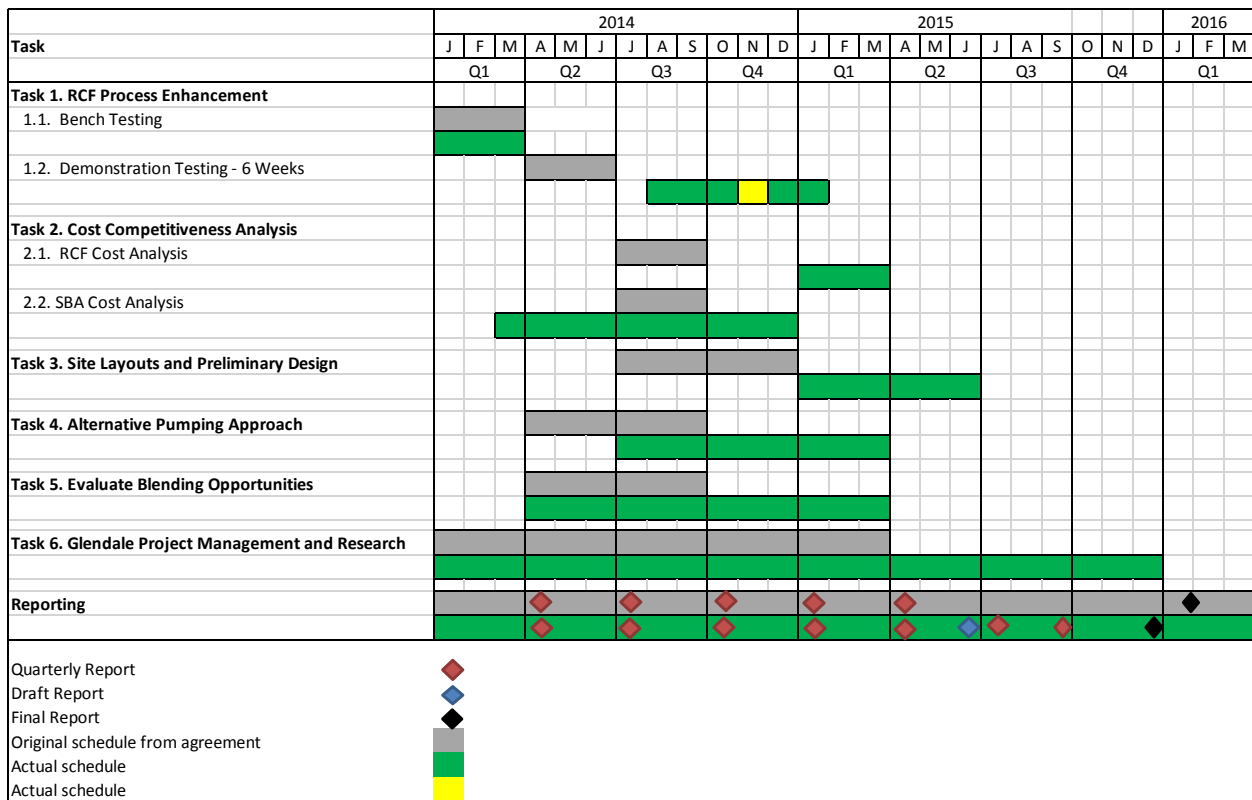 2014 2015 2016
Task J F M A M J J A S O N D J F M A M J J A S O N D J F M
Q1 Q2 Q3 Q4 Q1 Q2 Q3 Q4 Q1
Task 1. RCF Process Enhancement
1.1. Bench Testing
1.2. Demonstration Testing - 6 Weeks
Task 2. Cost Competitiveness Analysis
2.1. RCF Cost Analysis
2.2. SBA Cost Analysis
Task 3. Site Layouts and Preliminary Design
Task 4. Alternative Pumping Approach
Task 5. Evaluate Blending Opportunities
Task 6. Glendale Project Management and Research
Reporting
Quarterly Report
Draft Report
Final Report
Original schedule from agreement
Actual schedule
Actual schedule